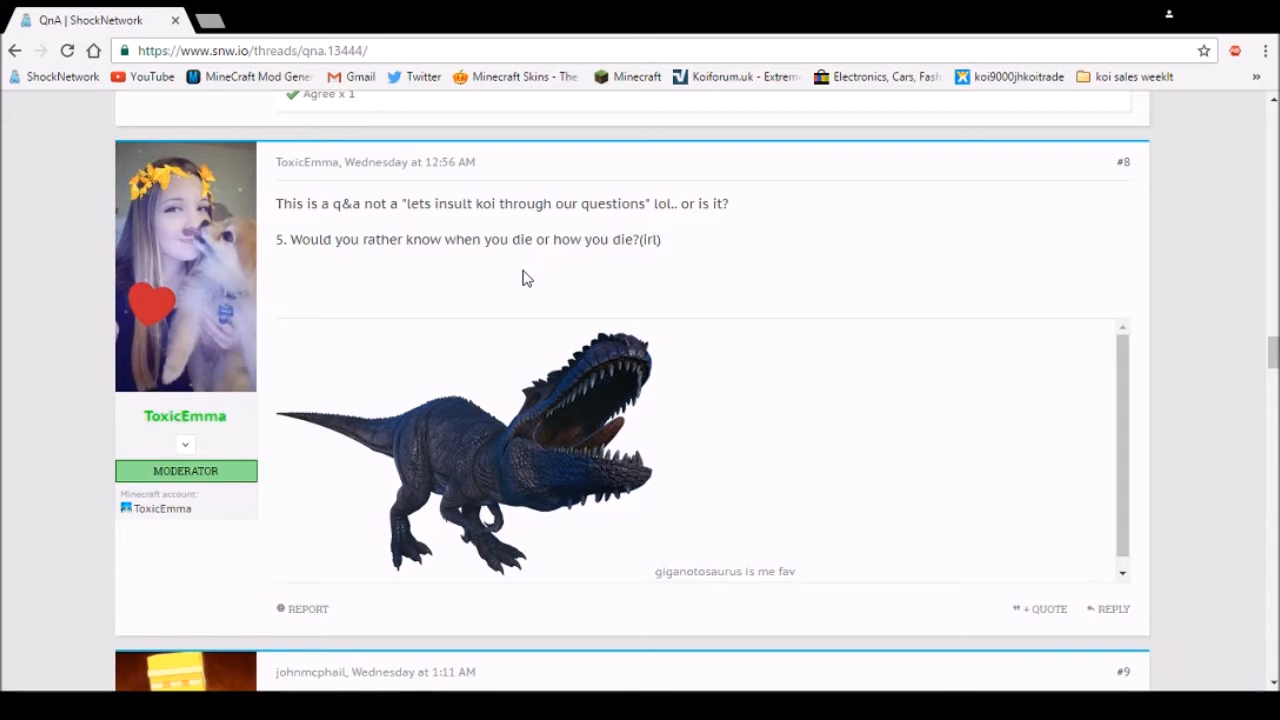 QnA | ShockNetwork
https://www.snw.io/threads/qna.13444/
ShockNetwork YouTube MineCraft Mod Gener Gmail Twitter Minecraft Skins - The Minecraft Koiforum.uk - Extrem Electronics, Cars, Fash koi9000jhkoitrade koi sales weeklt »
Agree x 1
ToxicEmma, Wednesday at 12:56 AM #8
This is a q&a not a "lets insult koi through our questions" lol.. or is it?
5. Would you rather know when you die or how you die?(irl)
ToxicEmma
MODERATOR
Minecraft account:
ToxicEmma
giganotosaurus is me fav
REPORT + QUOTE REPLY
johnmcphail, Wednesday at 1:11 AM #9